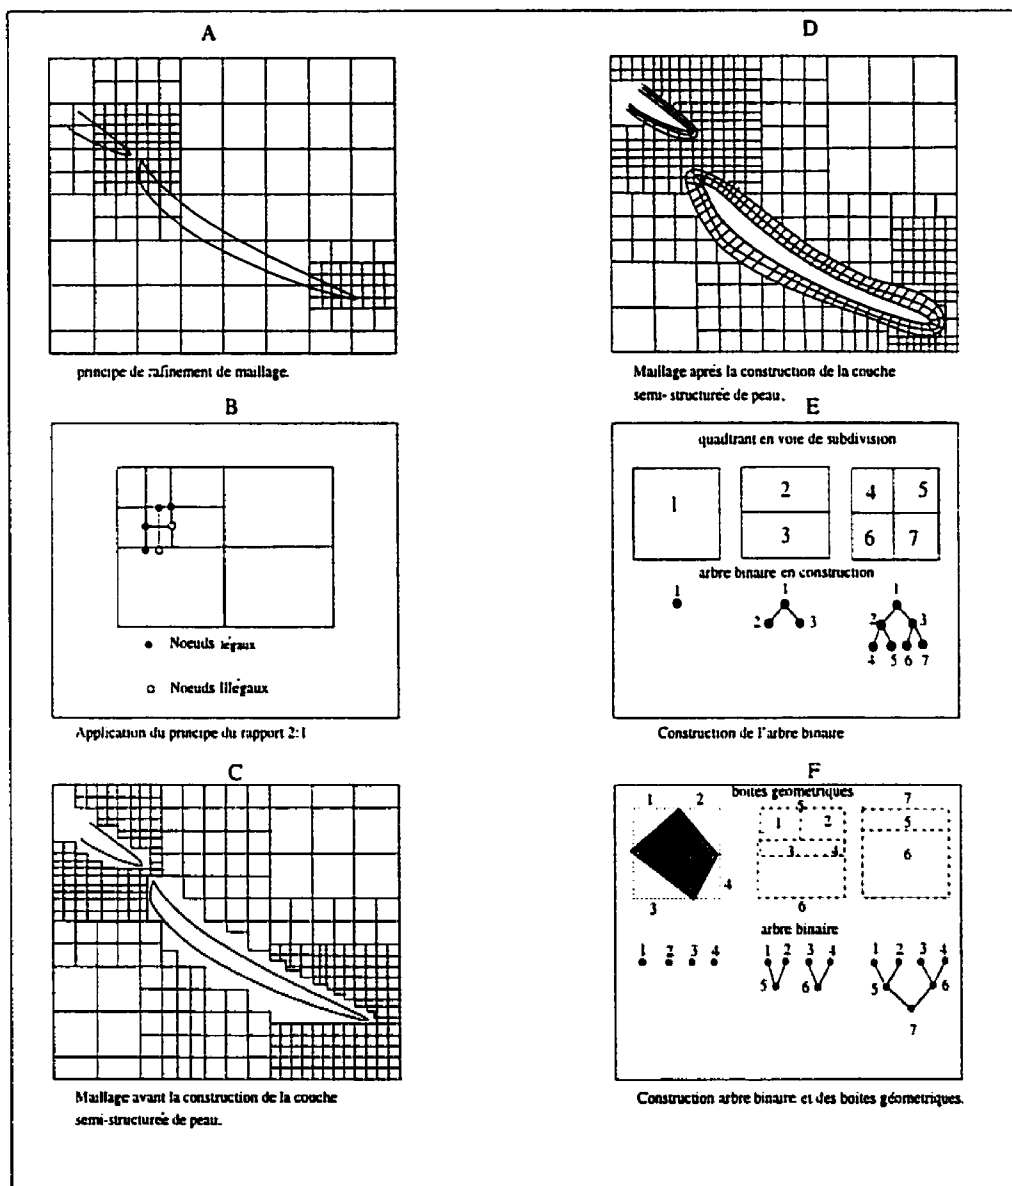 A
principe de rafinement de maillage.
B
Noeuds légaux
Noeuds Illégaux
Application du principe du rapport 2:1
C
Maillage avant la construction de la couche
semi-structurée de peau.
D
Maillage aprés la construction de la couche
semi-structurée de peau.
E
quadtrant en voie de subdivision
1
2
4 5
3
6 7
arbre binaire en construction
1 1 1
2 3 2 3
4 5 6 7
Construction de l'arbre binaire
F
boites géometriques
1 2 5 7
1 2 5
3 4 6
4
3 6
arbre binaire
1 2 3 4 1 2 3 4 1 2 3 4
5 6 5 6
7
Construction arbre binaire et des boites géometriques.